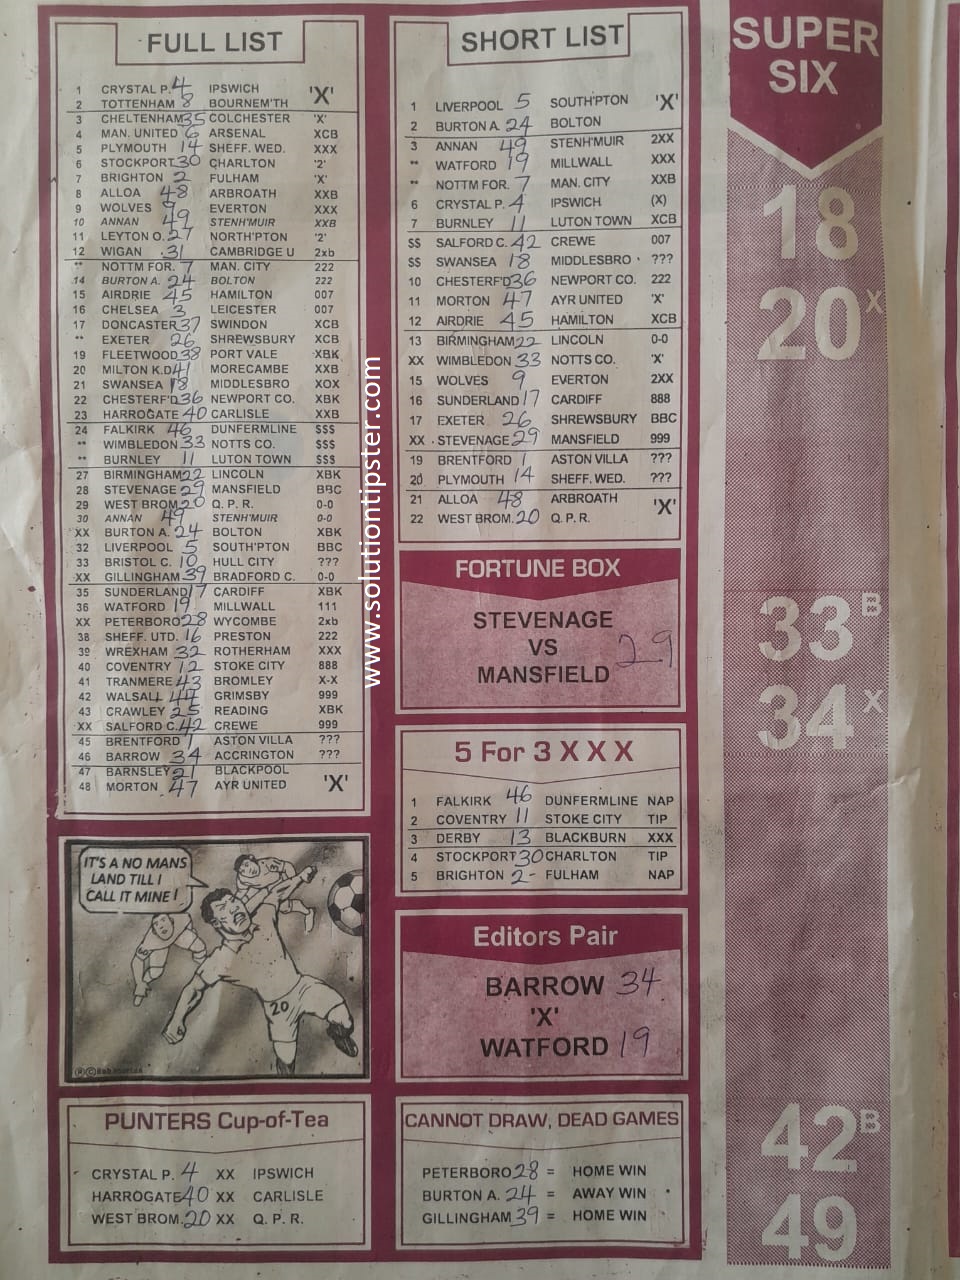 FULL LIST
1 CRYSTAL P. 4 IPSWICH 'X'
2 TOTTENHAM 8 BOURNEM'TH
3 CHELTENHAM 35 COLCHESTER 'X'
4 MAN. UNITED 6 ARSENAL XCB
5 PLYMOUTH 14 SHEFF. WED. XXX
6 STOCKPORT 30 CHARLTON '2'
7 BRIGHTON 2 FULHAM 'X'
8 ALLOA 48 ARBROATH XXB
9 WOLVES 9 EVERTON XXX
10 ANNAN 49 STENH'MUIR XXB
11 LEYTON O. 27 NORTH'PTON '2'
12 WIGAN 31 CAMBRIDGE U 2xb
** NOTTM FOR. 7 MAN. CITY 222
14 BURTON A. 24 BOLTON 222
15 AIRDRIE 45 HAMILTON 007
16 CHELSEA 3 LEICESTER 007
17 DONCASTER 37 SWINDON XCB
** EXETER 26 SHREWSBURY XCB
19 FLEETWOOD 38 PORT VALE XBK
20 MILTON K.D 41 MORECAMBE XXB
21 SWANSEA 18 MIDDLESBRO XOX
22 CHESTERF'D 36 NEWPORT CO. XBK
23 HARROGATE 40 CARLISLE XXB
24 FALKIRK 46 DUNFERMLINE $$$
** WIMBLEDON 33 NOTTS CO. $$$
** BURNLEY 11 LUTON TOWN $$$
27 BIRMINGHAM 22 LINCOLN XBK
28 STEVENAGE 29 MANSFIELD BBC
29 WEST BROM 20 Q. P. R. 0-0
30 ANNAN 49 STENH'MUIR 0-0
XX BURTON A. 24 BOLTON XBK
32 LIVERPOOL 5 SOUTH'PTON BBC
33 BRISTOL C. 10 HULL CITY ???
XX GILLINGHAM 39 BRADFORD C. 0-0
35 SUNDERLAND 17 CARDIFF XBK
36 WATFORD 19 MILLWALL 111
XX PETERBORO 28 WYCOMBE 2xb
38 SHEFF. UTD. 16 PRESTON 222
39 WREXHAM 32 ROTHERHAM XXX
40 COVENTRY 12 STOKE CITY 888
41 TRANMERE 43 BROMLEY X-X
42 WALSALL 44 GRIMSBY 999
43 CRAWLEY 25 READING XBK
XX SALFORD C. 42 CREWE 999
45 BRENTFORD 1 ASTON VILLA ???
46 BARROW 34 ACCRINGTON ???
47 BARNSLEY 21 BLACKPOOL 'X'
48 MORTON 47 AYR UNITED
IT'S A NO MANS
LAND TILL I
CALL IT MINE!
20
PUNTERS Cup-of-Tea
CRYSTAL P. 4 XX IPSWICH
HARROGATE 40 XX CARLISLE
WEST BROM. 20 XX Q. P. R.
www.solutiontipster.com
SHORT LIST
1 LIVERPOOL 5 SOUTH'PTON 'X'
2 BURTON A. 24 BOLTON
3 ANNAN 49 STENH'MUIR 2XX
** WATFORD 19 MILLWALL XXX
** NOTTM FOR. 7 MAN. CITY XXB
6 CRYSTAL P. 4 IPSWICH (X)
7 BURNLEY 11 LUTON TOWN XCB
$$ SALFORD C. 42 CREWE 007
$$ SWANSEA 18 MIDDLESBRO ???
10 CHESTERF'D 36 NEWPORT CO. 222
11 MORTON 47 AYR UNITED 'X'
12 AIRDRIE 45 HAMILTON XCB
13 BIRMINGHAM 22 LINCOLN 0-0
XX WIMBLEDON 33 NOTTS CO. 'X'
15 WOLVES 9 EVERTON 2XX
16 SUNDERLAND 17 CARDIFF 888
17 EXETER 26 SHREWSBURY BBC
XX STEVENAGE 29 MANSFIELD 999
19 BRENTFORD 1 ASTON VILLA ???
20 PLYMOUTH 14 SHEFF. WED. ???
21 ALLOA 48 ARBROATH 'X'
22 WEST BROM. 20 Q. P. R.
FORTUNE BOX
STEVENAGE
VS 29
MANSFIELD
5 For 3 X X X
1 FALKIRK 46 DUNFERMLINE NAP
2 COVENTRY 11 STOKE CITY TIP
3 DERBY 13 BLACKBURN XXX
4 STOCKPORT 30 CHARLTON TIP
5 BRIGHTON 2- FULHAM NAP
Editors Pair
BARROW 34
'X'
WATFORD 19
CANNOT DRAW, DEAD GAMES
PETERBORO 28 = HOME WIN
BURTON A. 24 = AWAY WIN
GILLINGHAM 39 = HOME WIN
SUPER
SIX
18
20 X
33 B
34 X
42 B
49